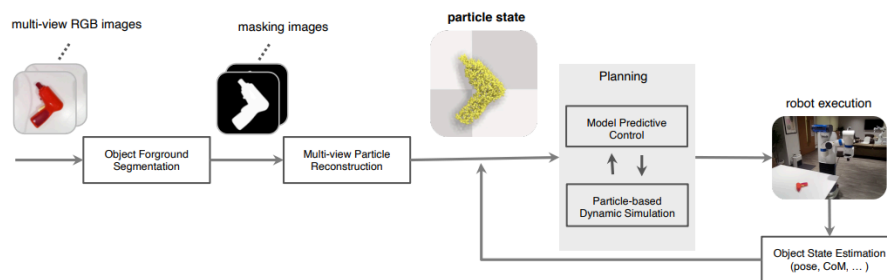 multi-view RGB images
masking images
particle state
Planning
robot execution
Object Forground
Segmentation
Multi-view Particle
Reconstruction
Model Predictive
Control
Particle-based
Dynamic Simulation
Object State Estimation
(pose, CoM, ... )